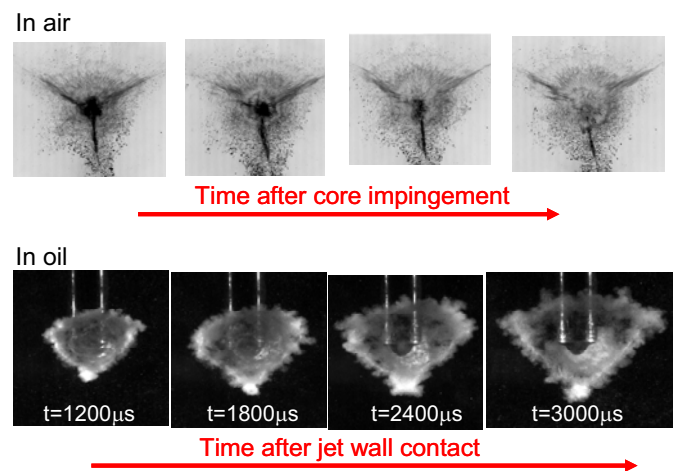 In air
Time after core impingement
In oil
t=1200μs t=1800μs t=2400μs t=3000μs
Time after jet wall contact